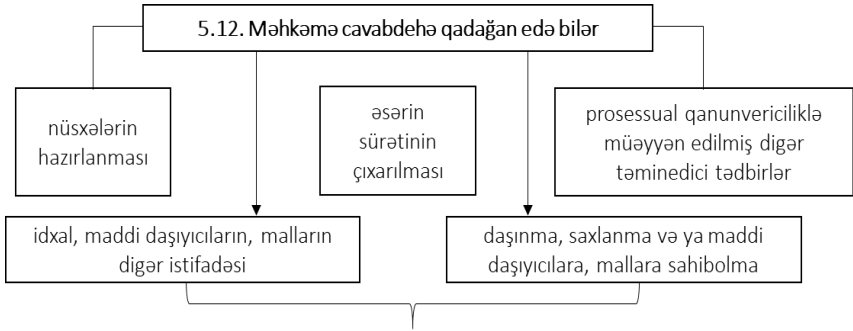 5.12. Məhkəmə cavabdehə qadağan edə bilər
nüsxələrin
hazırlanması
əsərin
sürətinin
çıxarılması
prosessual qanunvericiliklə
müəyyən edilmiş digər
təminedici tədbirlər
idxal, maddi daşıyıcıların, malların
digər istifadəsi
daşınma, saxlanma və ya maddi
daşıyıcılara, mallara sahibolma